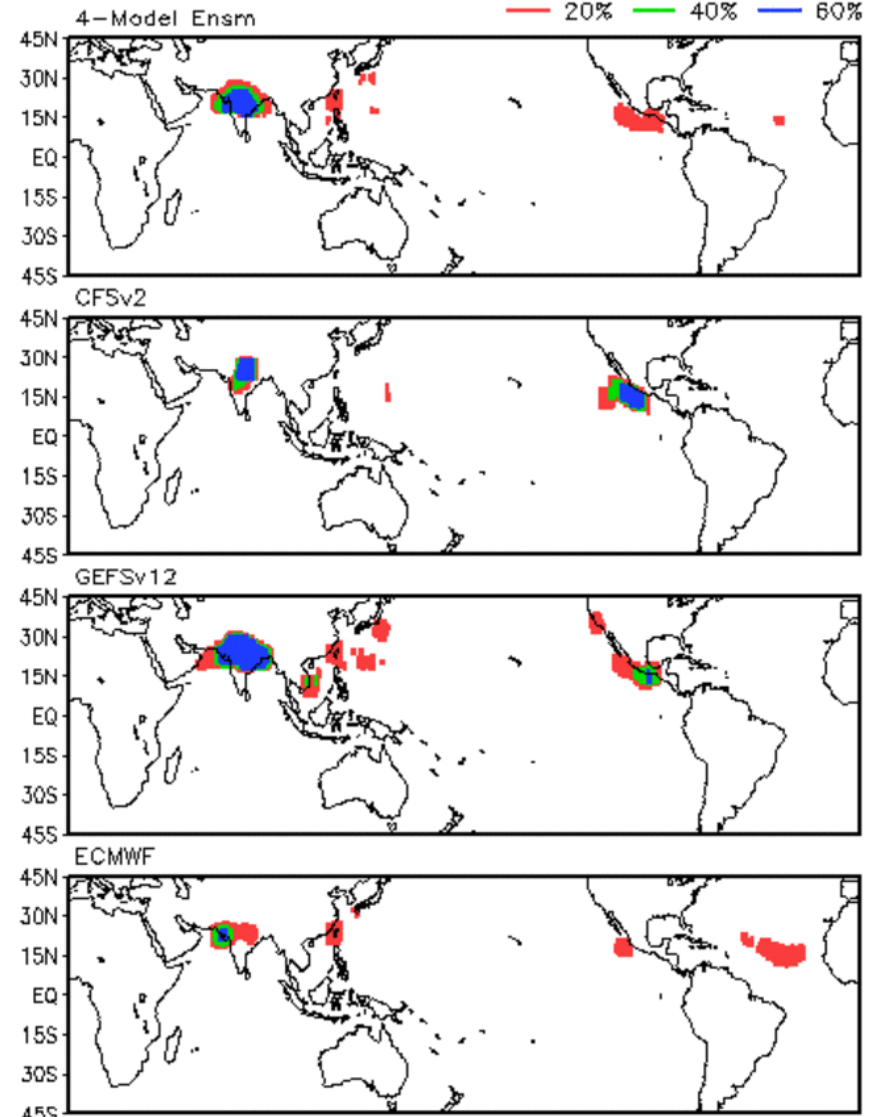 4-Model Ensm 20% 40% 60%
45N
30N
15N
EQ
15S
30S
45S
CFSv2
45N
30N
15N
EQ
15S
30S
45S
GEFSv12
45N
30N
15N
EQ
15S
30S
45S
ECMWF
45N
30N
15N
EQ
15S
30S
45S